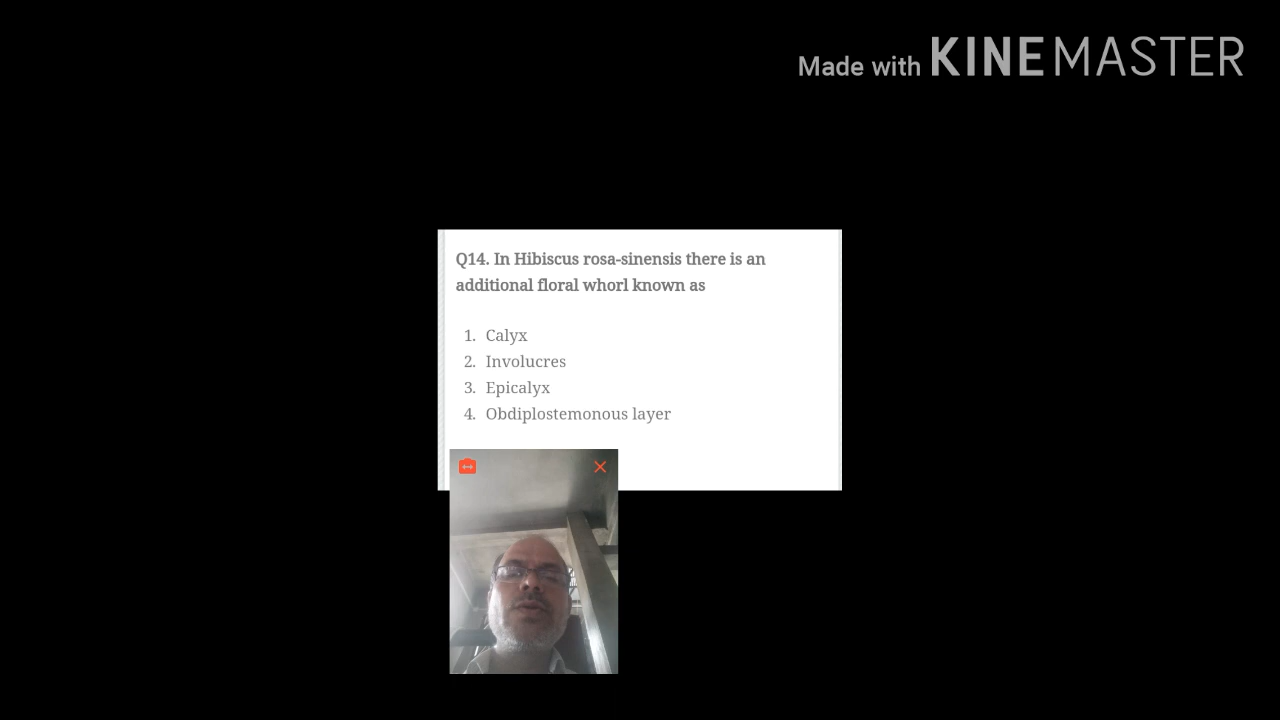 Made with KINEMASTER
Q14. In Hibiscus rosa-sinensis there is an
additional floral whorl known as
1. Calyx
2. Involucres
3. Epicalyx
4. Obdiplostemonous layer